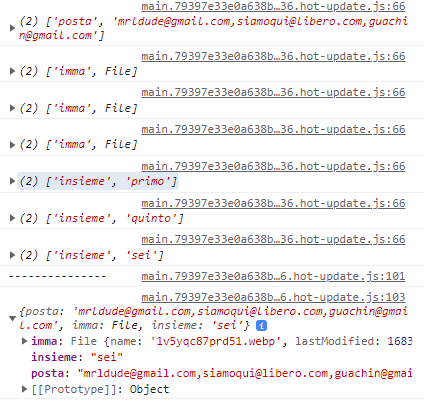 main.79397e33e0a638b…36.hot-update.js:66
(2) ['posta', 'mrldude@gmail.com,siamoqui@libero.com,guachi
n@gmail.com']
main.79397e33e0a638b…36.hot-update.js:66
(2) ['imma', File]
main.79397e33e0a638b…36.hot-update.js:66
(2) ['imma', File]
main.79397e33e0a638b…36.hot-update.js:66
(2) ['imma', File]
main.79397e33e0a638b…36.hot-update.js:66
(2) ['insieme', 'primo']
main.79397e33e0a638b…36.hot-update.js:66
(2) ['insieme', 'quinto']
main.79397e33e0a638b…36.hot-update.js:66
(2) ['insieme', 'sei']
--------------- main.79397e33e0a638b…6.hot-update.js:101
main.79397e33e0a638b…6.hot-update.js:103
{posta: 'mrldude@gmail.com,siamoqui@libero.com,guachin@gma
il.com', imma: File, insieme: 'sei'}
imma: File {name: '1v5yqc87prd51.webp', lastModified: 1683
insieme: "sei"
posta: "mrldude@gmail.com,siamoqui@libero.com,guachin@gma
[[Prototype]]: Object